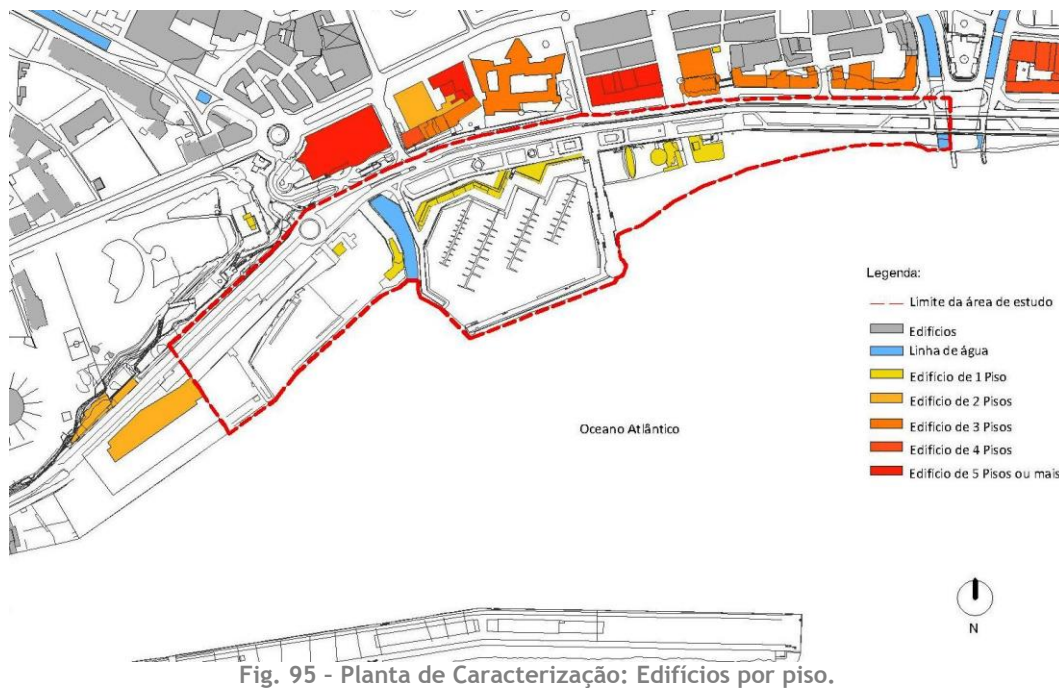 Legenda:
Limite da área de estudo
Edifícios
Linha de água
Edifício de 1 Piso
Edifício de 2 Pisos
Edifício de 3 Pisos
Edifício de 4 Pisos
Edifício de 5 Pisos ou mais
Oceano Atlântico
N
Fig. 95 - Planta de Caracterização: Edifícios por piso.